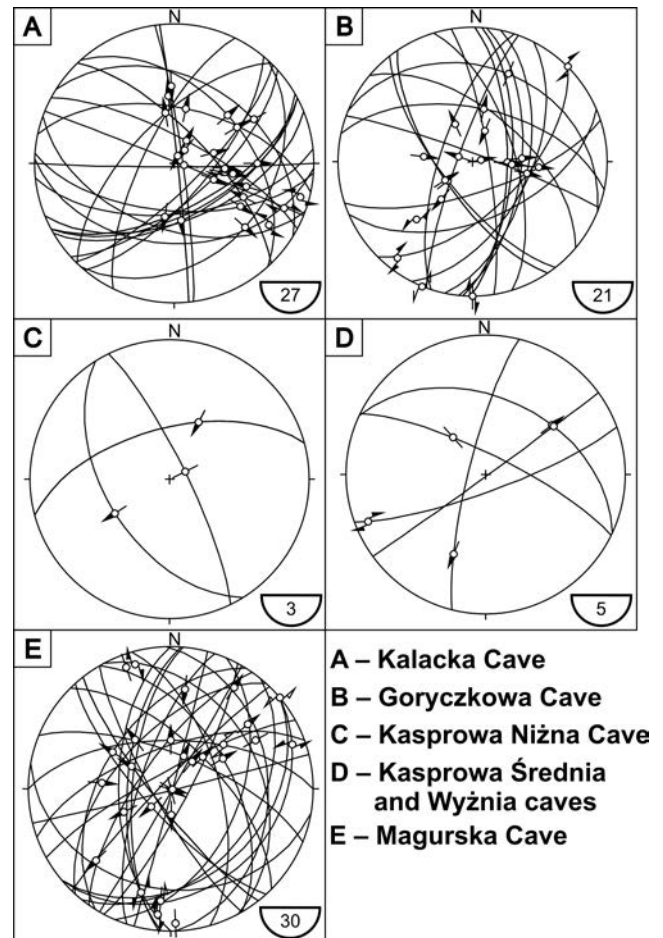 A
N
27
B
N
21
C
N
3
D
N
5
E
N
30
A – Kalacka Cave
B – Goryczkowa Cave
C – Kasprowa Niżna Cave
D – Kasprowa Średnia
and Wyżnia caves
E – Magurska Cave